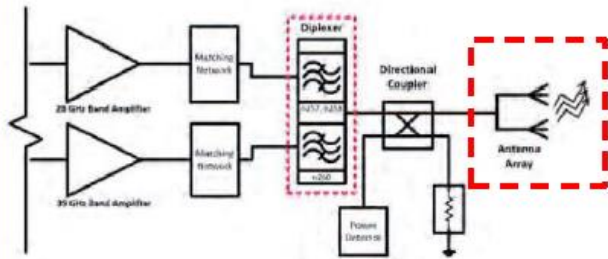 Diplexer
Matching
Network
28 GHz Band Amplifier
n257, n258
Directional
Coupler
Antenna
Array
Matching
Network
39 GHz Band Amplifier
n260
Power
Detector